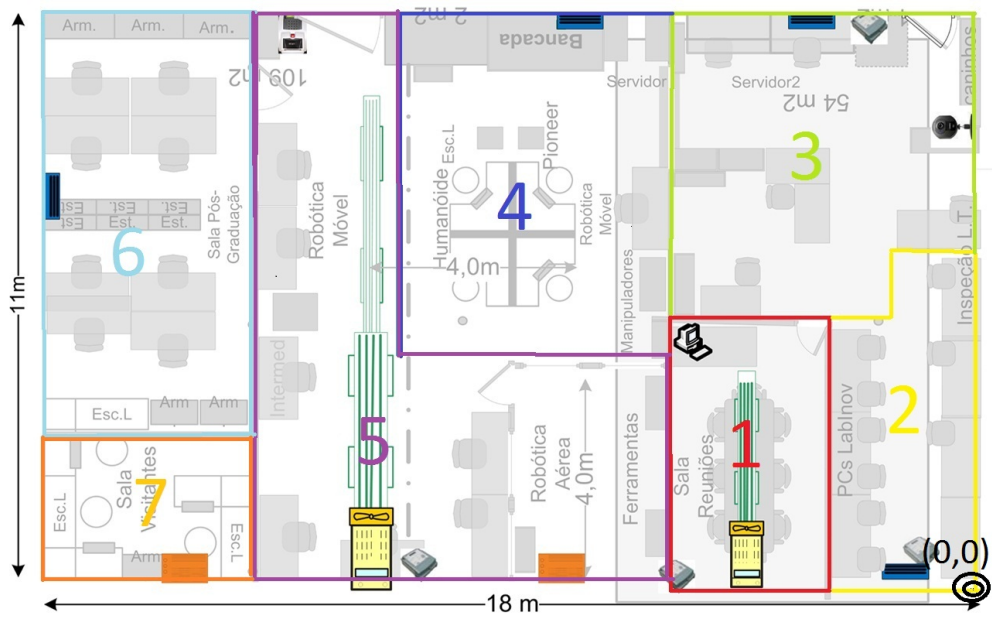 Arm.
Arm.
Arm.
2 m2
Bancada
Servidor
Servidor2
109 m2
54 m2
caninhos
3
Esc.L
Pioneer
Humanóide
4
Robótica
Móvel
4,0m
Manipuladores
Robótica
Móvel
Sala Pós-
Graduação
Est.
Est.
Est.
Est.
Est.
Est.
6
11m
Inspeção L.T.
Intermed
Esc.L
Arm
Arm
5
Robótica
Aérea
4,0m
Ferramentas
Sala
Reuniões
1
PCs LabInov
2
Esc.L
Sala
Visitantes
7
Arm
Esc.L
(0,0)
18 m